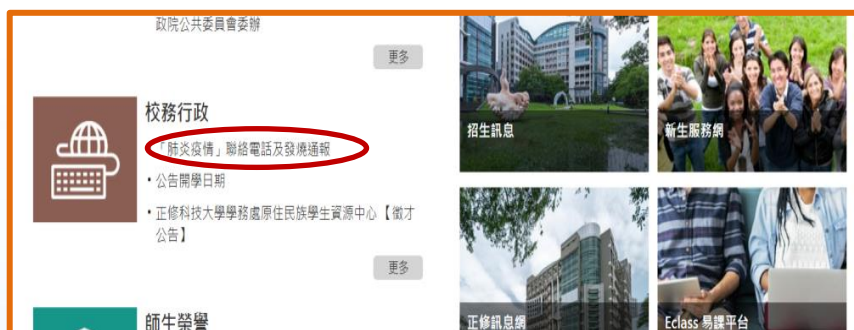 政院公共委員會委辦
更多
校務行政
「肺炎疫情」聯絡電話及發燒通報
• 公告開學日期
• 正修科技大學學務處原住民族學生資源中心【徵才
公告】
更多
師生榮譽
招生訊息
新生服務網
正修訊息網
Eclass 易課平台